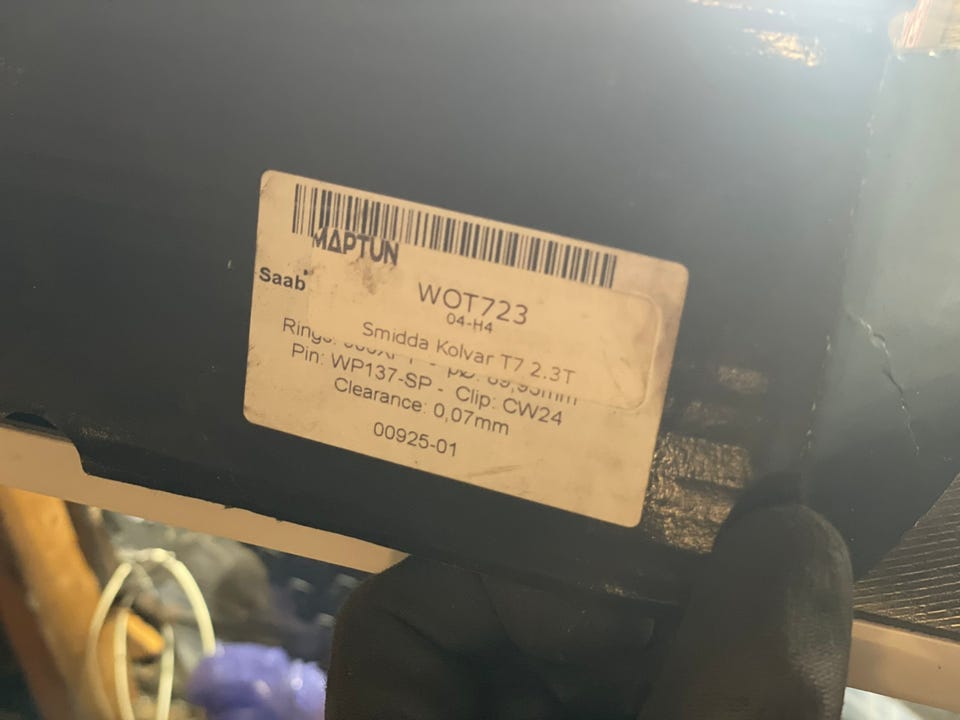 MAPTUN
Saab
WOT723
04-H4
Smidda Kolvar T7 2.3T
Pin: WP137-SP - Clip: CW24
Clearance: 0,07mm
00925-01